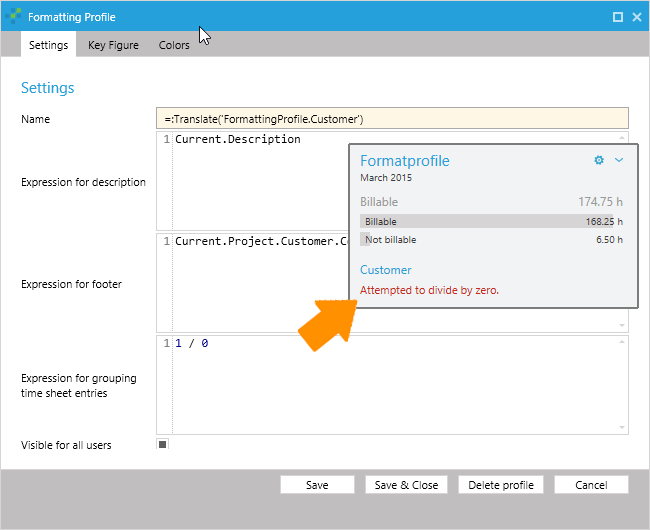 Formatting Profile
Settings
Key Figure
Colors
Settings
Name
=:Translate('FormattingProfile.Customer')
Expression for description
1 Current.Description
Expression for footer
1 Current.Project.Customer.
Formatprofile
March 2015
Billable 174.75 h
Billable 168.25 h
Not billable 6.50 h
Customer
Attempted to divide by zero.
Expression for grouping
time sheet entries
1 1 / 0
Visible for all users
Save
Save & Close
Delete profile
Cancel